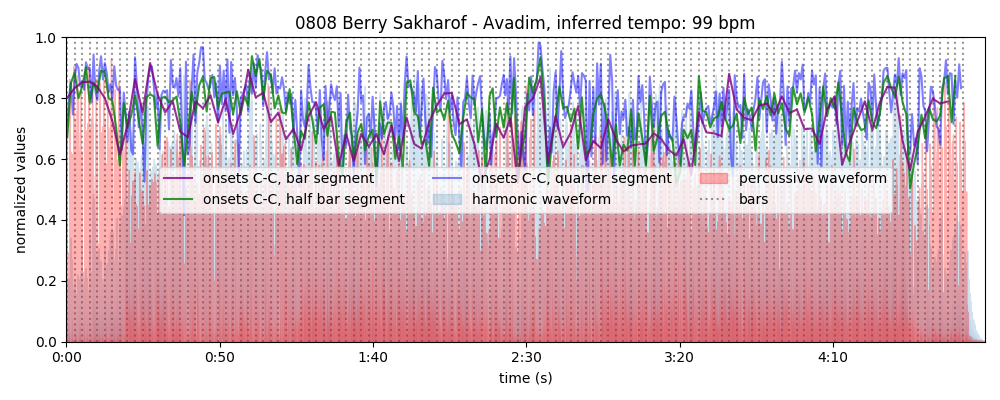 0808 Berry Sakharof - Avadim, inferred tempo: 99 bpm
1.0
0.8
0.6
0.4
0.2
0.0
normalized values
onsets C-C, bar segment
onsets C-C, half bar segment
onsets C-C, quarter segment
harmonic waveform
percussive waveform
bars
0:00 0:50 1:40 2:30 3:20 4:10
time (s)